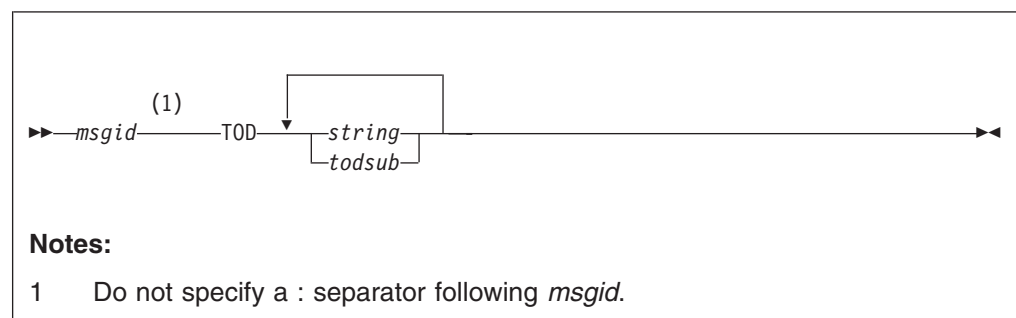 (1)
msgid TOD string
todsub
Notes:
1 Do not specify a : separator following msgid.